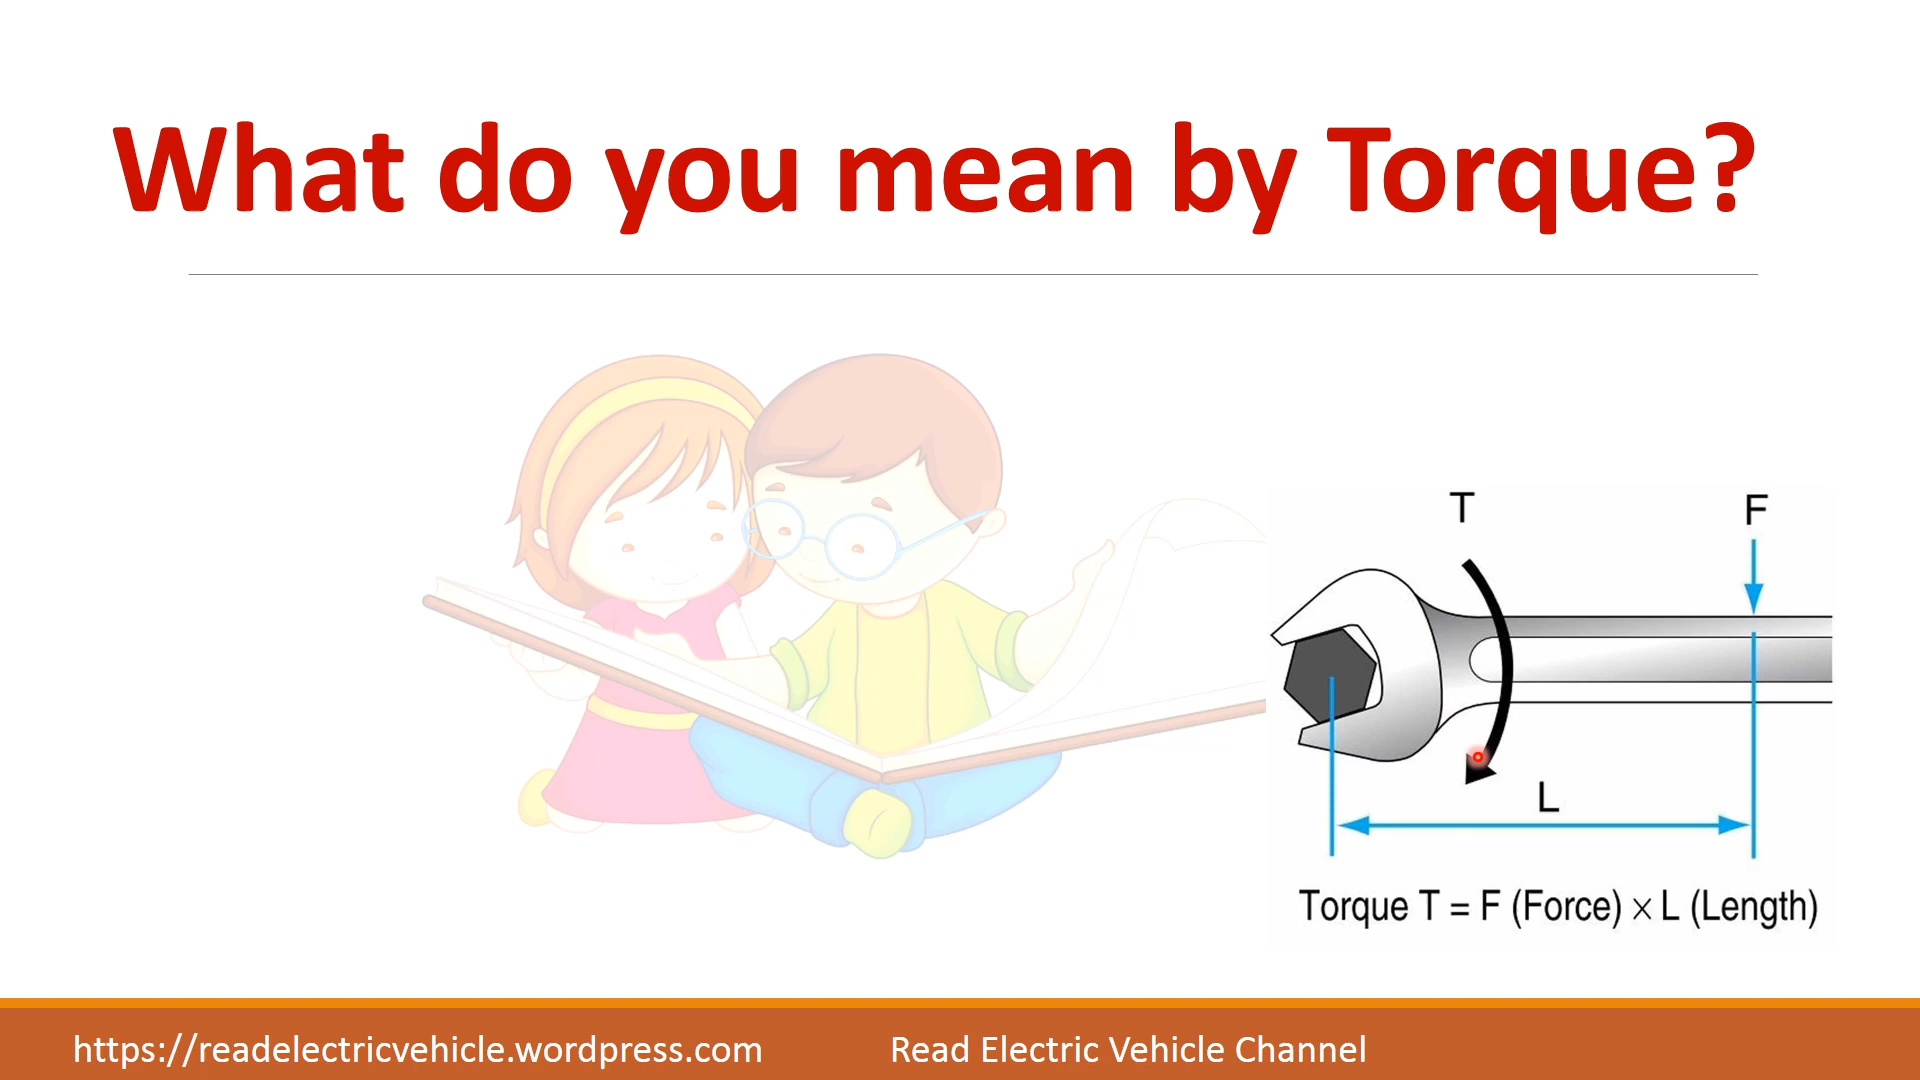 What do you mean by Torque?
T
F
L
Torque T = F (Force) × L (Length)
https://readelectricvehicle.wordpress.com
Read Electric Vehicle Channel